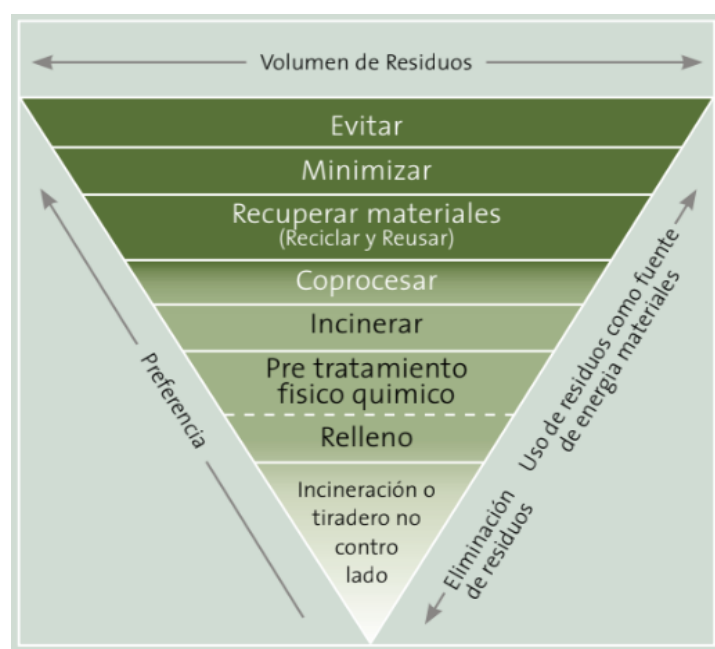 Volumen de Residuos
Evitar
Minimizar
Recuperar materiales
(Reciclar y Reusar)
Coprocesar
Incinerar
Pre tratamiento
fisico quimico
Relleno
Incineración o
tiradero no
contro
lado
Preferencia
Uso de residuos como fuente
de energia materiales
Eliminación
de residuos